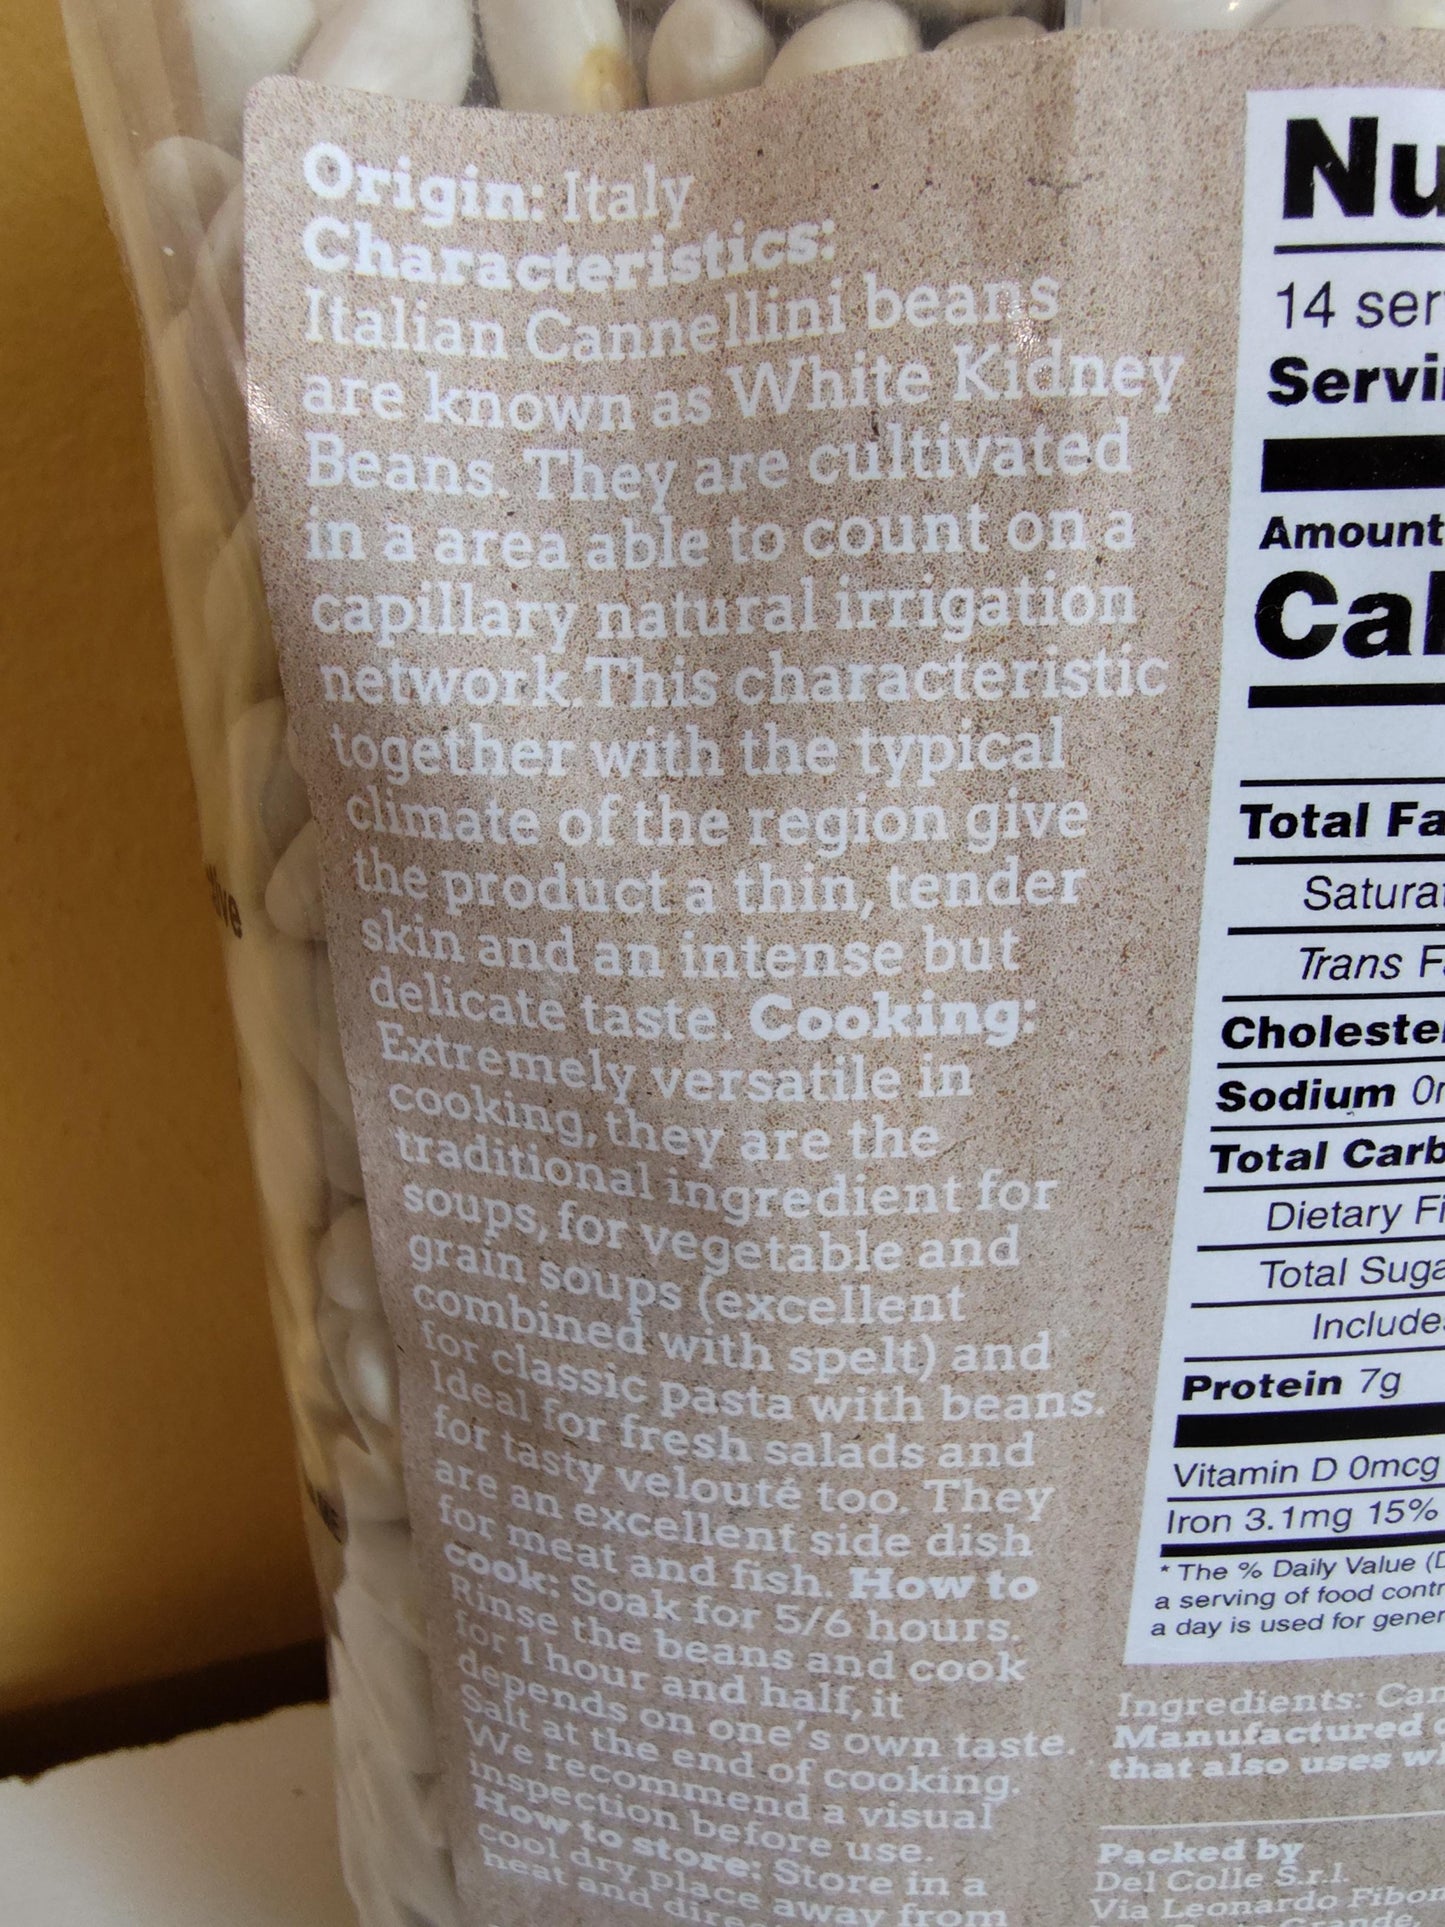 Origin: Italy
Characteristics:
Italian Cannellini beans
are known as White Kidney
Beans. They are cultivated
in a area able to count on a
capillary natural irrigation
network.This characteristic
together with the typical
climate of the region give
the product a thin, tender
skin and an intense but
delicate taste. Cooking:
Extremely versatile in
cooking, they are the
traditional ingredient for
soups, for vegetable and
grain soups (excellent
combined with spelt) and
for classic pasta with beans.
Ideal for fresh salads and
for tasty velouté too. They
are an excellent side dish
for meat and fish. How to
cook: Soak for 5/6 hours.
Rinse the beans and cook
for 1 hour and half, it
depends on one's own taste.
Salt at the end of cooking.
We recommend a visual
inspection before use.
How to store: Store in a
cool dry place away from
heat and
Nu
14 ser
Servi
Amount
Cal
Total Fa
Satura
Trans F
Choleste
Sodium 0
Total Carb
Dietary Fi
Total Suga
Include
Protein 7g
Vitamin D 0mcg
Iron 3.1mg 15%
* The % Daily Value (D
a serving of food contr
a day is used for gener
Ingredients: Can
Manufactured
that also uses wh
Packed by
Del Colle S.r.l.
Via Leonardo Fibon